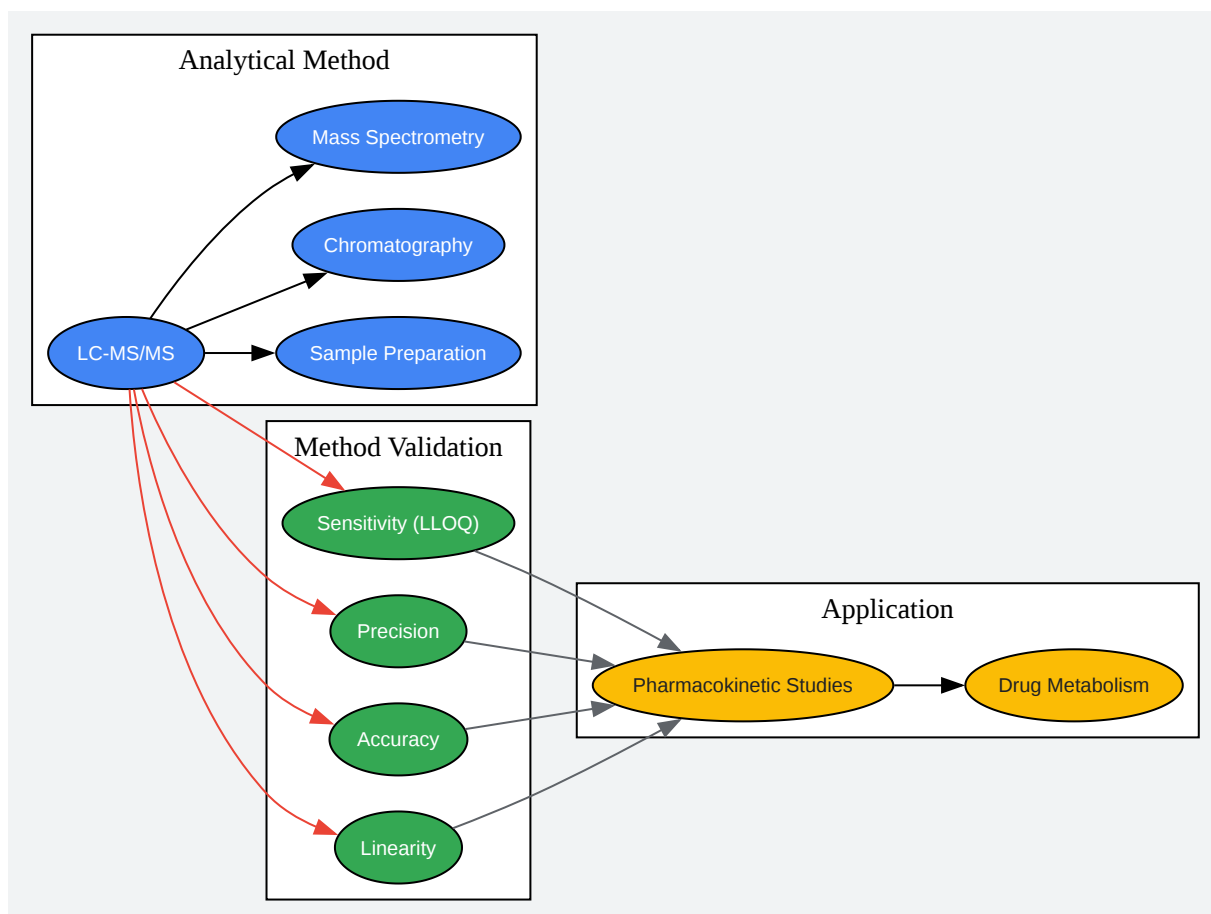 Analytical Method
Mass Spectrometry
Chromatography
LC-MS/MS
Sample Preparation
Method Validation
Sensitivity (LLOQ)
Precision
Accuracy
Linearity
Application
Pharmacokinetic Studies
Drug Metabolism